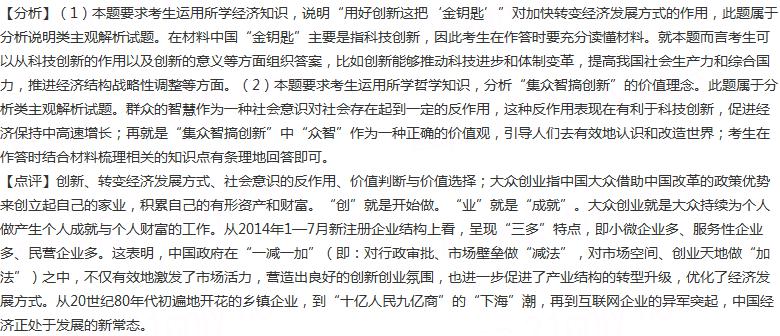 【分析】（1）本题要求考生运用所学经济知识，说明“用好创新这把‘金钥匙’”对加快转变经济发展方式的作用，此题属于
分析说明类主观解析试题。在材料中国“金钥匙”主要是指科技创新，因此考生在作答时要充分读懂材料。就本题而言考生可
以从科技创新的作用以及创新的意义等方面组织答案，比如创新能够推动科技进步和体制变革，提高我国社会生产力和综合国
力，推进经济结构战略性调整等方面。（2）本题要求考生运用所学哲学知识，分析“集众智搞创新”的价值理念。此题属于分
析类主观解析试题。群众的智慧作为一种社会意识对社会存在起到一定的反作用，这种反作用表现在有利于科技创新，促进经
济保持中高速增长；再就是“集众智搞创新”中“众智”作为一种正确的价值观，引导人们去有效地认识和改造世界；考生在
作答时结合材料梳理相关的知识点有条理地回答即可。
【点评】创新、转变经济发展方式、社会意识的反作用、价值判断与价值选择；大众创业指中国大众借助中国改革的政策优势
来创立起自己的家业，积累自己的有形资产和财富。“创”就是开始做。“业”就是“成就”。大众创业就是大众持续为个人
做产生个人成就与个人财富的工作。从2014年1—7月新注册企业结构上看，呈现“三多”特点，即小微企业多、服务性企业
多、民营企业多。这表明，中国政府在“一减一加”（即：对行政审批、市场壁垒做“减法”，对市场空间、创业天地做“加
法”）之中，不仅有效地激发了市场活力，营造出良好的创新创业氛围，也进一步促进了产业结构的转型升级，优化了经济发
展方式。从20世纪80年代初遍地开花的乡镇企业，到“十亿人民九亿商”的“下海”潮，再到互联网企业的异军突起，中国经
济正处于发展的新常态。